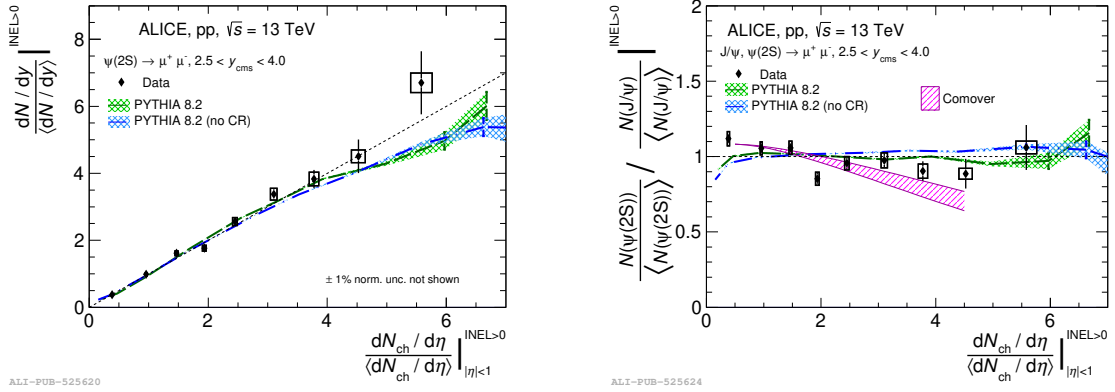 ALICE, pp, √s = 13 TeV
ψ(2S) → μ⁺ μ⁻, 2.5 < y_cms < 4.0
Data
PYTHIA 8.2
PYTHIA 8.2 (no CR)
± 1% norm. unc. not shown
dN / dy
⟨dN / dy⟩
INEL>0
0
2
4
6
8
0
2
4
6
dN_ch / dη
⟨dN_ch / dη⟩
INEL>0
|η|<1
ALI-PUB-525620
ALICE, pp, √s = 13 TeV
J/ψ, ψ(2S) → μ⁺ μ⁻, 2.5 < y_cms < 4.0
Data
PYTHIA 8.2
PYTHIA 8.2 (no CR)
Comover
N(ψ(2S))
⟨N(ψ(2S))⟩
/
N(J/ψ)
⟨N(J/ψ)⟩
INEL>0
0
0.5
1
1.5
2
0
2
4
6
dN_ch / dη
⟨dN_ch / dη⟩
INEL>0
|η|<1
ALI-PUB-525624